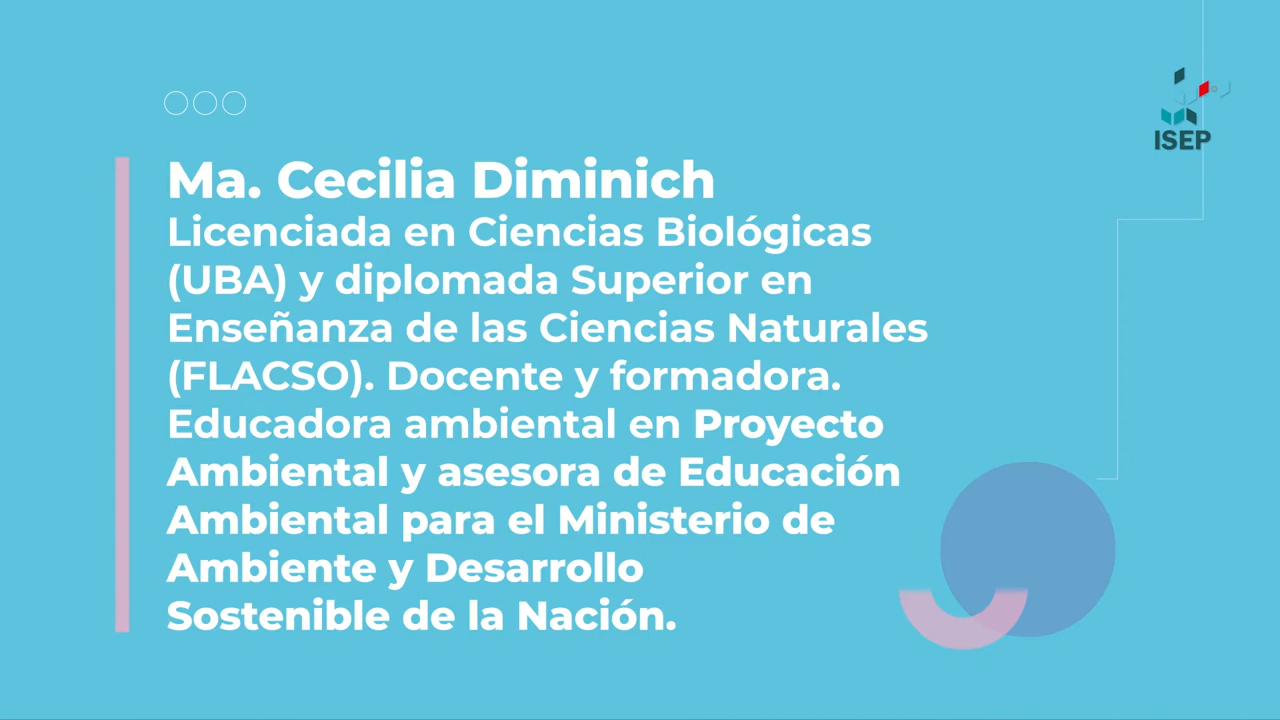 ISEP
Ma. Cecilia Diminich
Licenciada en Ciencias Biológicas
(UBA) y diplomada Superior en
Enseñanza de las Ciencias Naturales
(FLACSO). Docente y formadora.
Educadora ambiental en Proyecto
Ambiental y asesora de Educación
Ambiental para el Ministerio de
Ambiente y Desarrollo
Sostenible de la Nación.